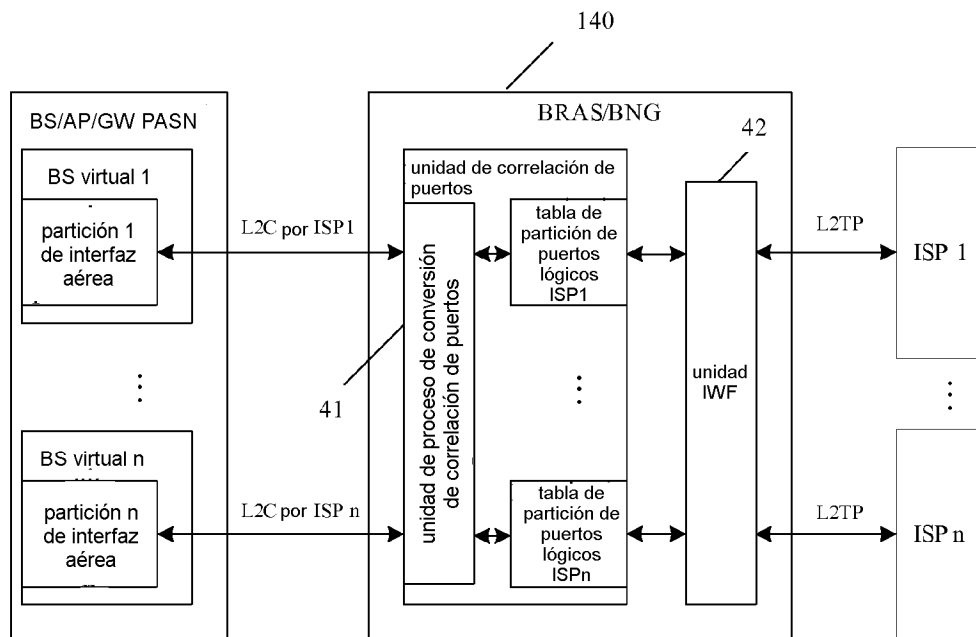 140
BS/AP/GW PASN
BS virtual 1
partición 1
de interfaz
aérea
L2C por ISP1
BRAS/BNG
42
unidad de correlación de
puertos
unidad de proceso de conversión
de correlación de puertos
tabla de
partición de
puertos
lógicos
ISP1
L2TP
ISP 1
41
unidad
IWF
BS virtual n
partición n
de interfaz
aérea
L2C por ISP n
tabla de
partición de
puertos
lógicos
ISPn
L2TP
ISP n